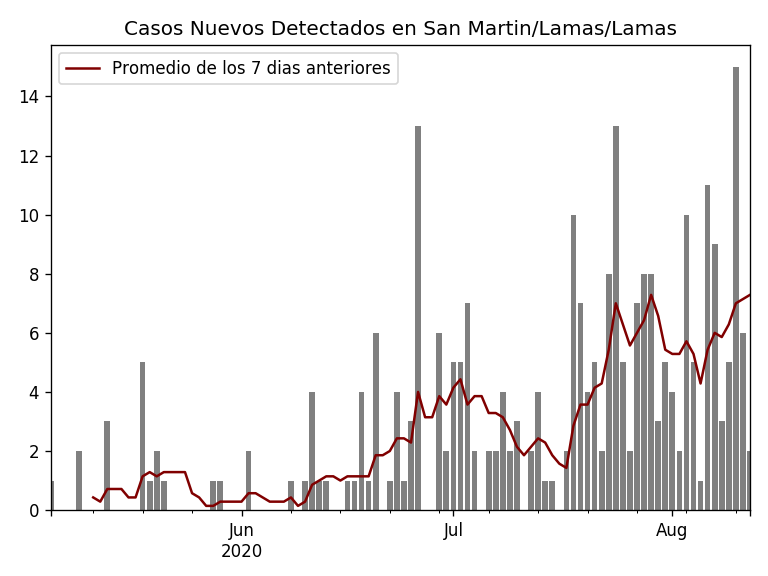 Casos Nuevos Detectados en San Martin/Lamas/Lamas
Promedio de los 7 dias anteriores
14
12
10
8
6
4
2
0
Jun
2020
Jul
Aug